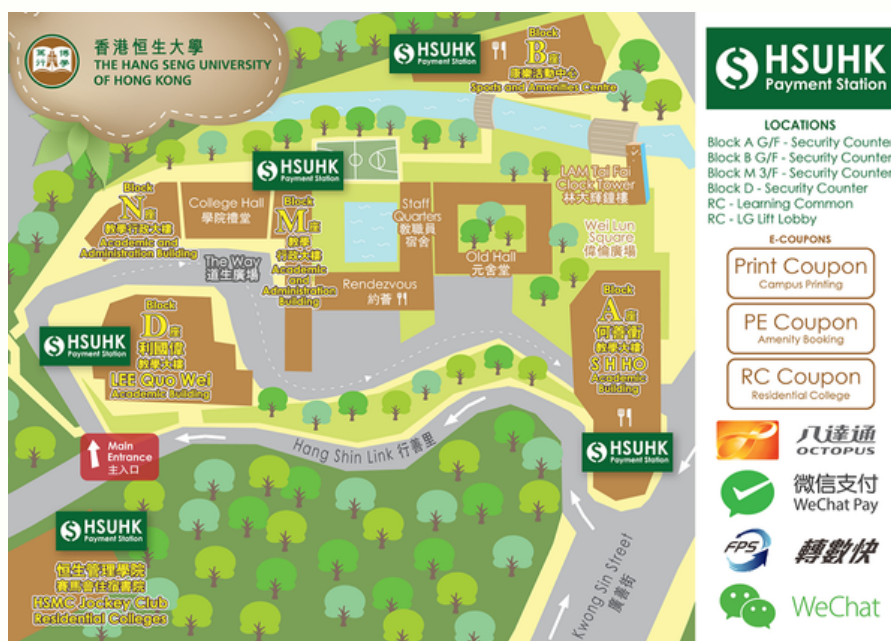 博學
篤行
香港恒生大學
THE HANG SENG UNIVERSITY
OF HONG KONG
HSUHK
Payment Station
Block
B座
康樂活動中心
Sports and Amenities Centre
HSUHK
Payment Station
LAM Tai Fai
Clock Tower
林大輝鐘樓
Block
N座
教學行政大樓
Academic and
Administration Building
College Hall
學院禮堂
Block
M座
教學
行政大樓
Academic
and
Administration
Building
Staff
Quarters
教職員
宿舍
Old Hall
元舍堂
Wei Lun
Square
偉倫廣場
The Way
道生廣場
Rendezvous
約薈
Block
A座
何善衡
教學大樓
S H HO
Academic
Building
Block
D座
利國偉
教學大樓
LEE Quo Wei
Academic Building
HSUHK
Payment Station
Main
Entrance
主入口
Hang Shin Link 行善里
HSUHK
Payment Station
HSUHK
Payment Station
恒生管理學院
賽馬會住宿書院
HSMC Jockey Club
Residential Colleges
Kwong Sin Street
廣善街
HSUHK
Payment Station
LOCATIONS
Block A G/F - Security Counter
Block B G/F - Security Counter
Block M 3/F - Security Counter
Block D - Security Counter
RC - Learning Common
RC - LG Lift Lobby
E-COUPONS
Print Coupon
Campus Printing
PE Coupon
Amenity Booking
RC Coupon
Residential College
八達通
OCTOPUS
微信支付
WeChat Pay
FPS
轉數快
WeChat